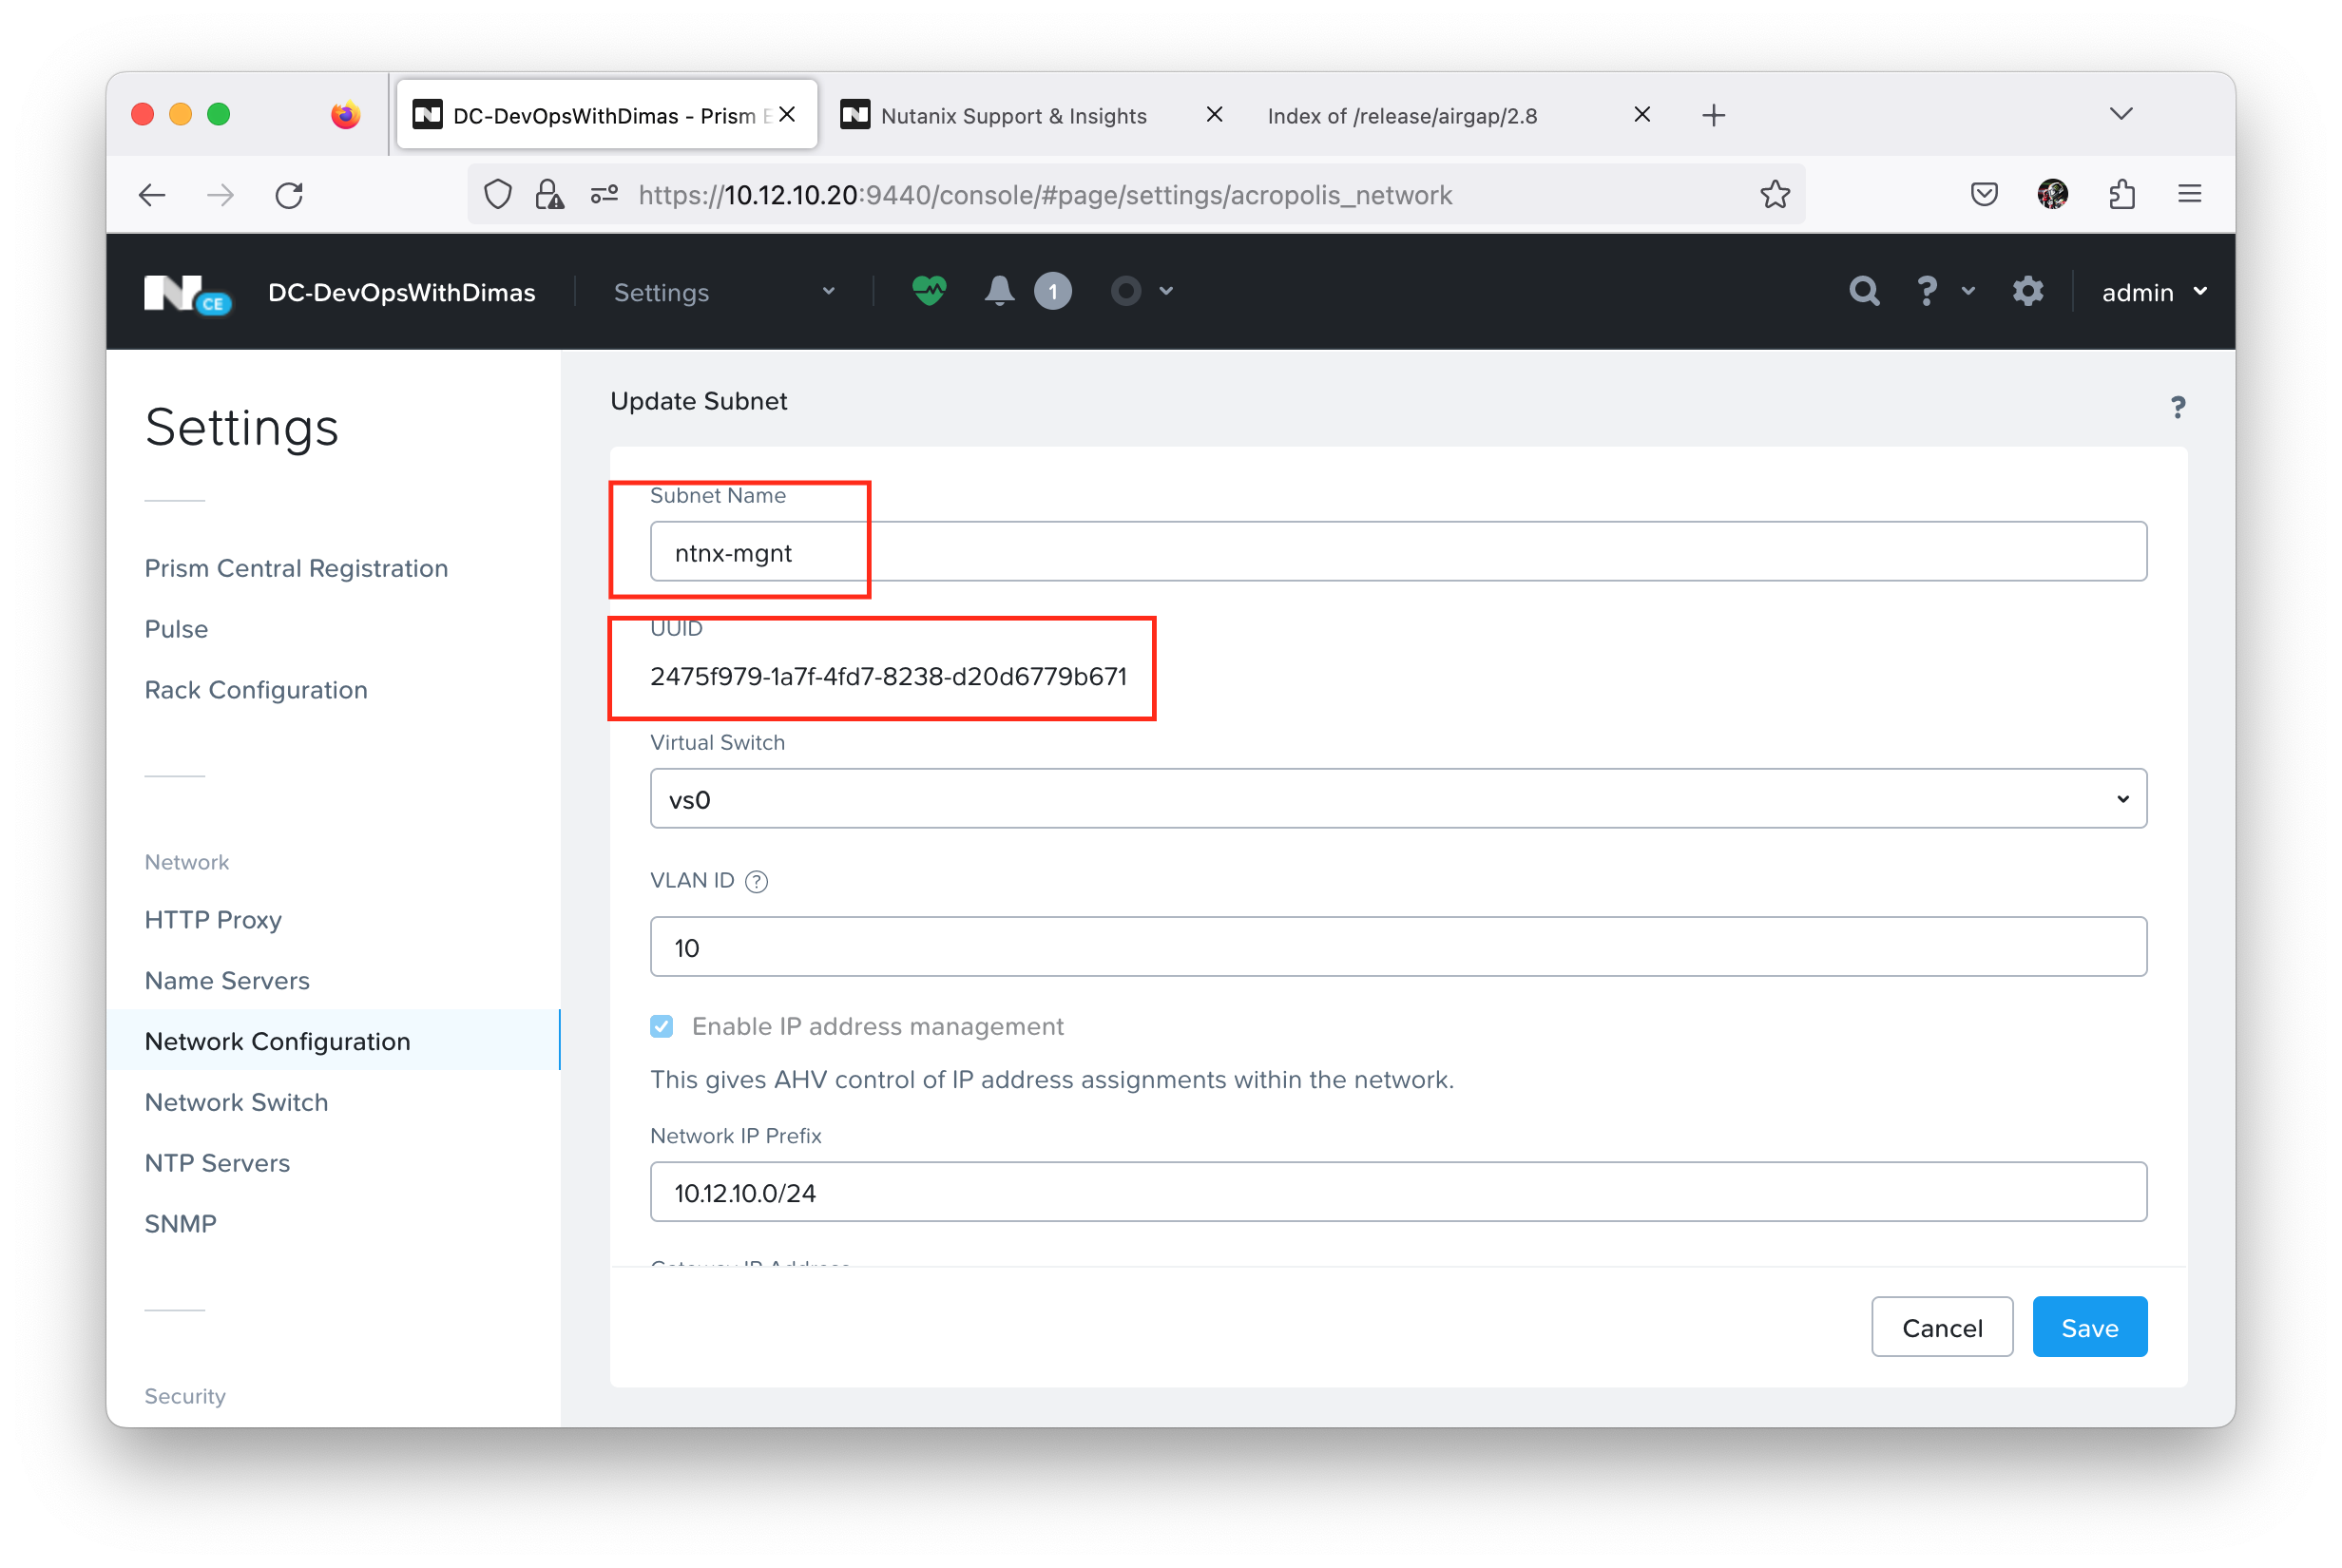 DC-DevOpsWithDimas - Prism E
Nutanix Support & Insights
Index of /release/airgap/2.8
https://10.12.10.20:9440/console/#page/settings/acropolis_network
N CE
DC-DevOpsWithDimas
Settings
1
?
admin
Settings
Prism Central Registration
Pulse
Rack Configuration
Network
HTTP Proxy
Name Servers
Network Configuration
Network Switch
NTP Servers
SNMP
Security
Update Subnet
?
Subnet Name
ntnx-mgnt
UUID
2475f979-1a7f-4fd7-8238-d20d6779b671
Virtual Switch
vs0
VLAN ID ?
10
Enable IP address management
This gives AHV control of IP address assignments within the network.
Network IP Prefix
10.12.10.0/24
Gateway IP Address
Cancel
Save